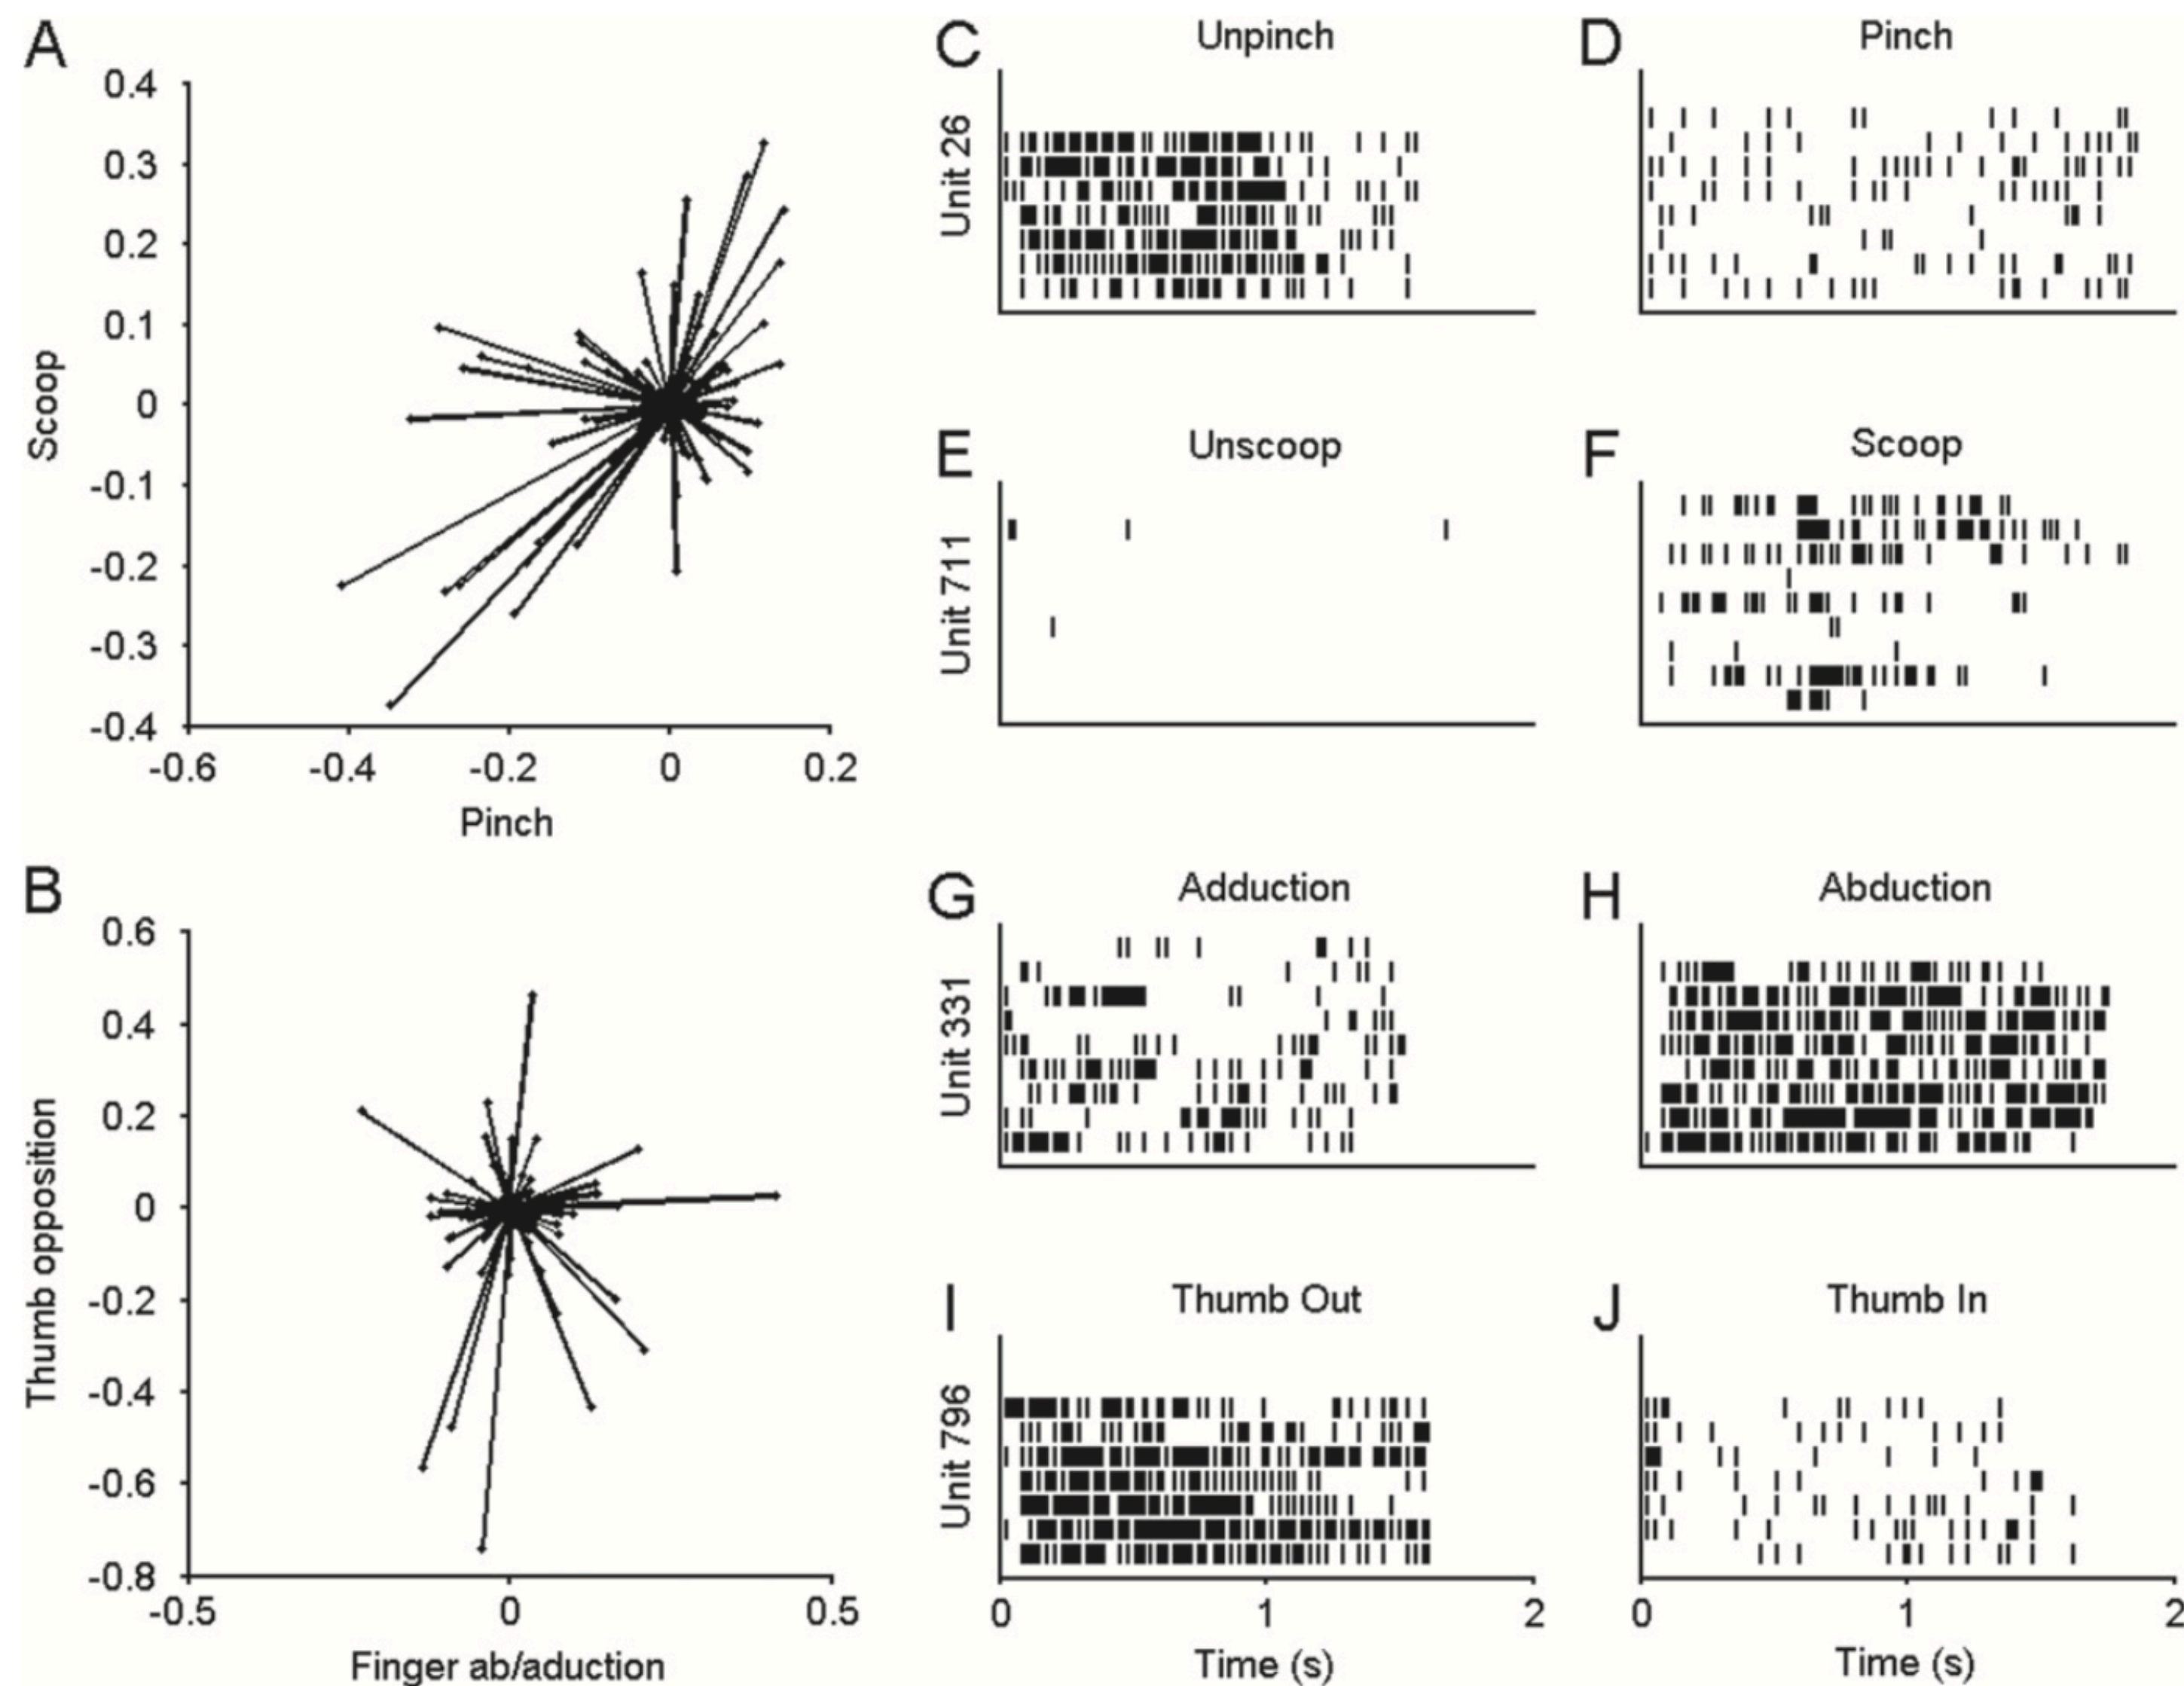 A
0.4
0.3
0.2
0.1
0
-0.1
-0.2
-0.3
-0.4
Scoop
-0.6 -0.4 -0.2 0 0.2
Pinch
B
0.6
0.4
0.2
0
-0.2
-0.4
-0.6
-0.8
Thumb opposition
-0.5 0 0.5
Finger ab/aduction
C Unpinch
Unit 26
D Pinch
E Unscoop
Unit 711
F Scoop
G Adduction
Unit 331
H Abduction
I Thumb Out
Unit 796
0 1 2
Time (s)
J Thumb In
0 1 2
Time (s)